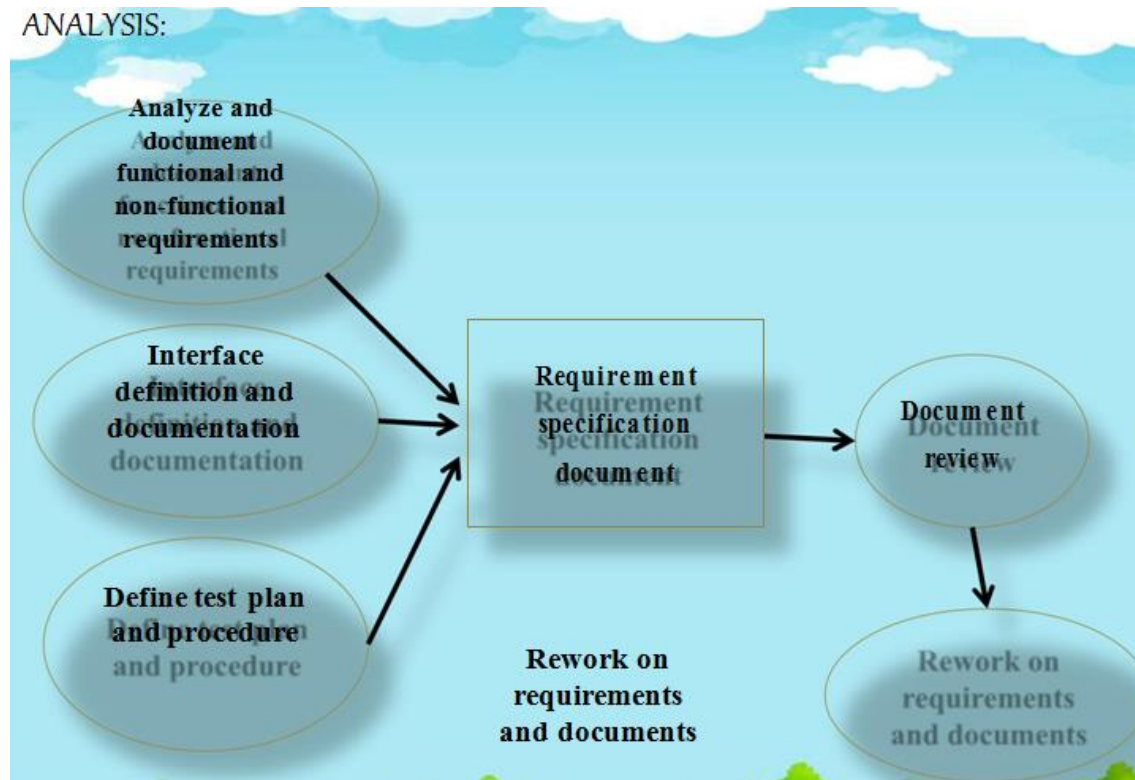 ANALYSIS:
Analyze and
document
functional and
non-functional
requirements
Interface
definition and
documentation
Define test plan
and procedure
Requirement
specification
document
Document
review
Rework on
requirements
and documents
Rework on
requirements
and documents